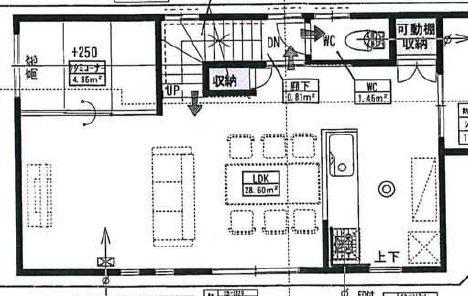 可動棚
収納
DN
WC
+250
タタミコーナー
4.86m²
収納
UP
廊下
0.81m²
WC
1.46m²
LDK
28.60m²
上下